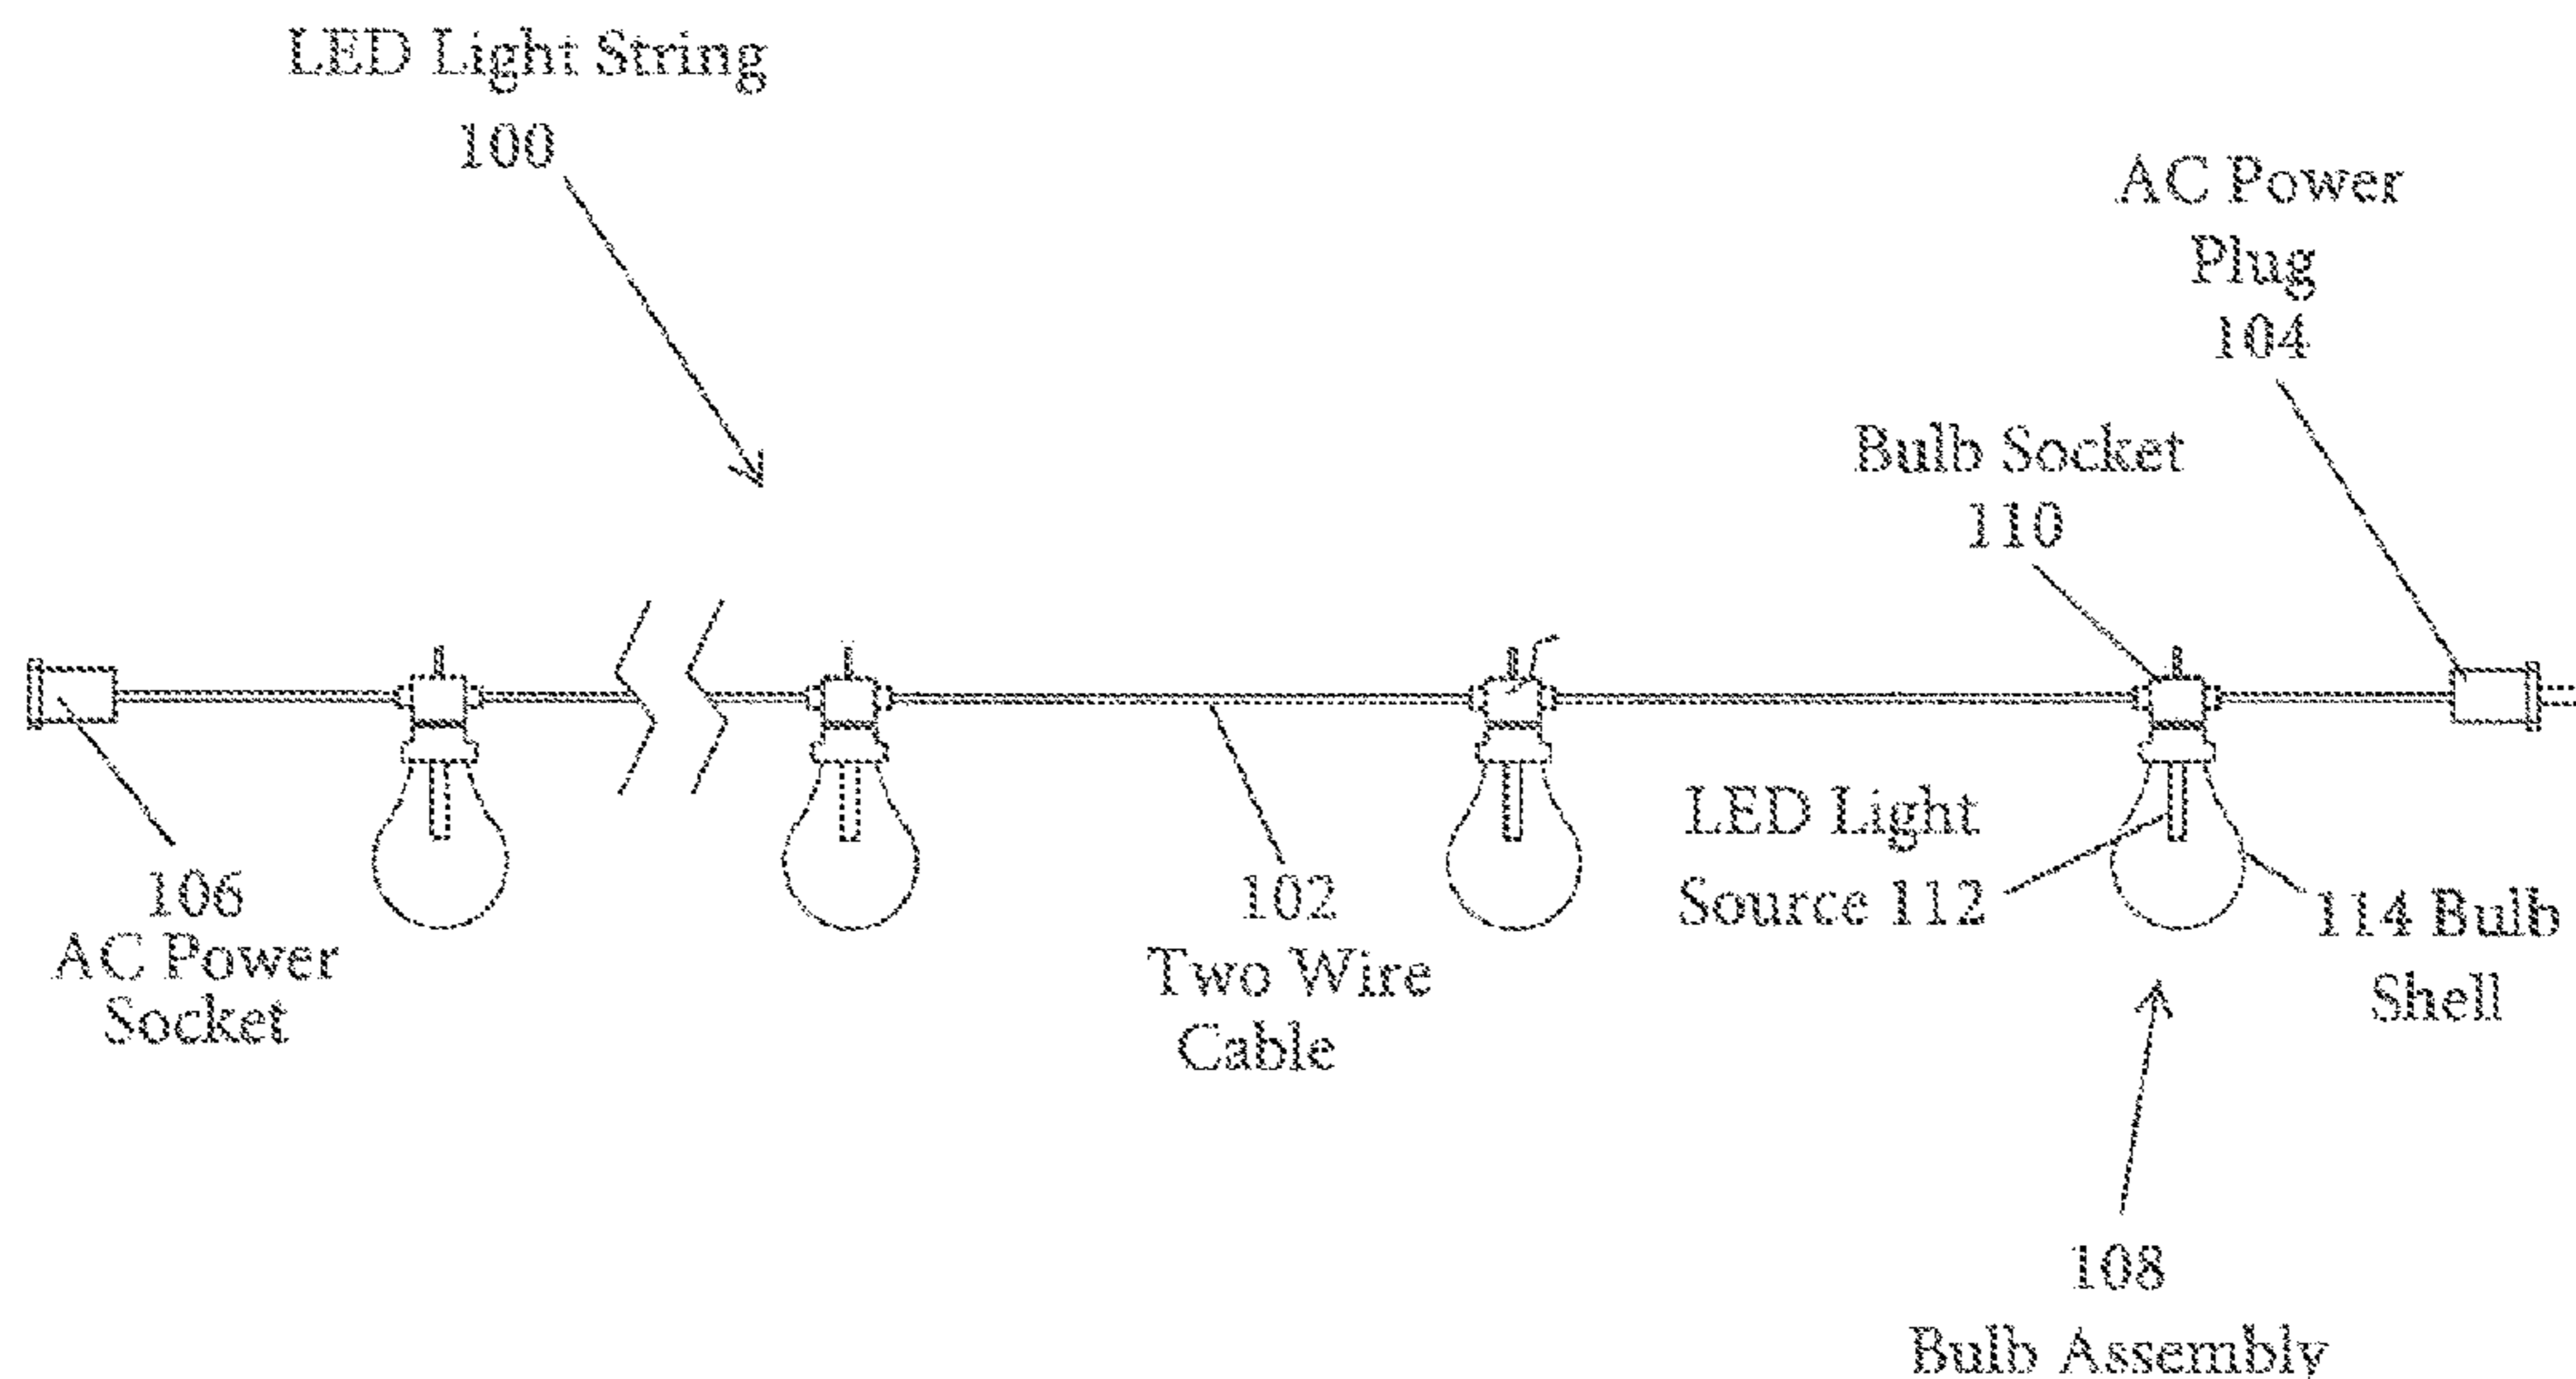 LED Light String
100
AC Power
Plug
104
Bulb Socket
110
LED Light
Source 112
106
AC Power
Socket
102
Two Wire
Cable
114 Bulb
Shell
108
Bulb Assembly